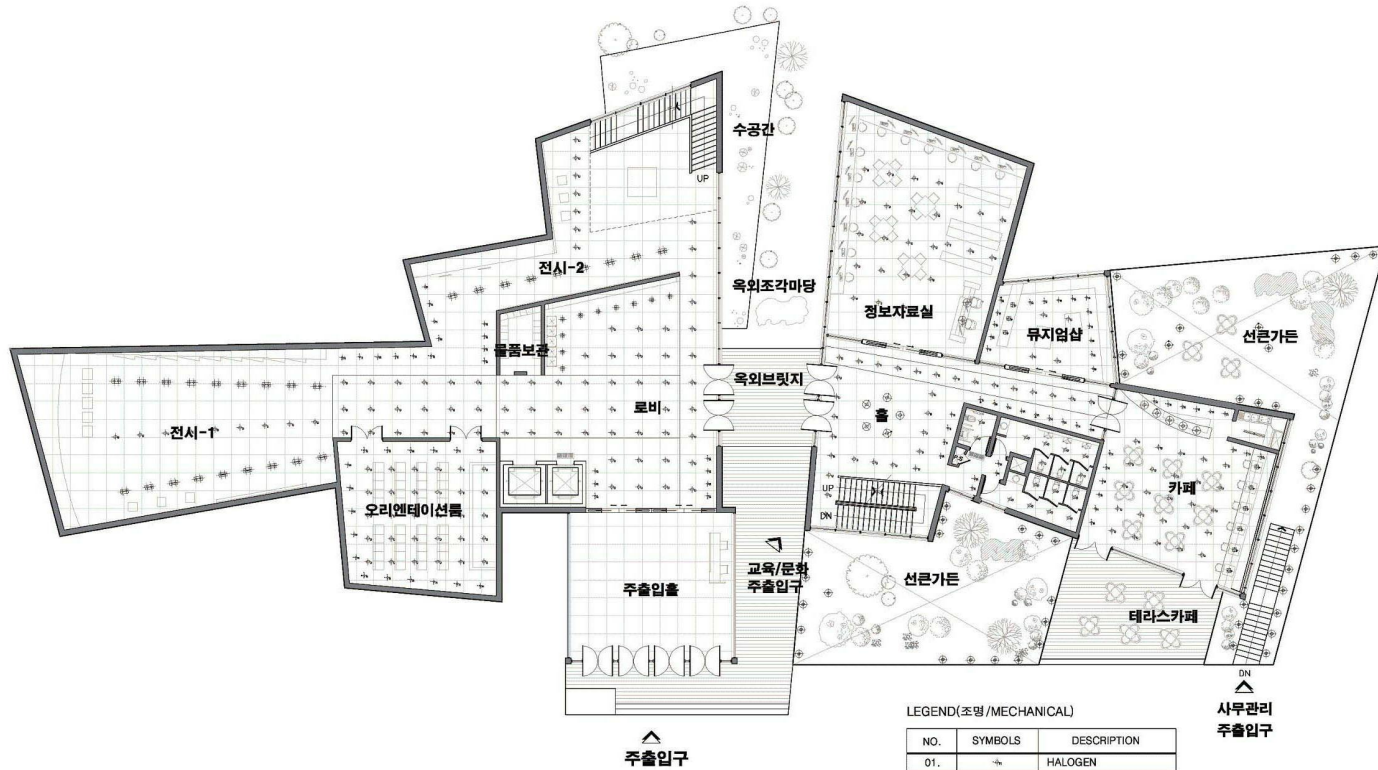 수공간
UP
전시-2
옥외조각마당
정보자료실
뮤지엄샵
선큰가든
물품보관
옥외브릿지
로비
홀
전시-1
카페
오리엔테이션룸
UP
DN
교육/문화
주출입구
선큰가든
주출입홀
테라스카페
DN
사무관리
주출입구
주출입구
LEGEND(조명/MECHANICAL)
NO. SYMBOLS DESCRIPTION
01. HALOGEN